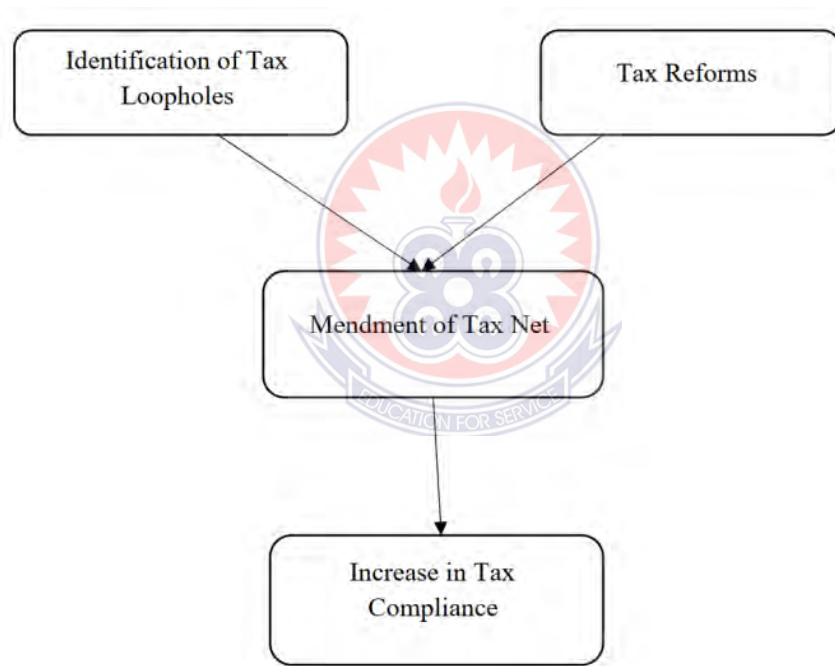 Identification of Tax
Loopholes
Tax Reforms
Mendment of Tax Net
EDUCATION FOR SERVICE
Increase in Tax
Compliance